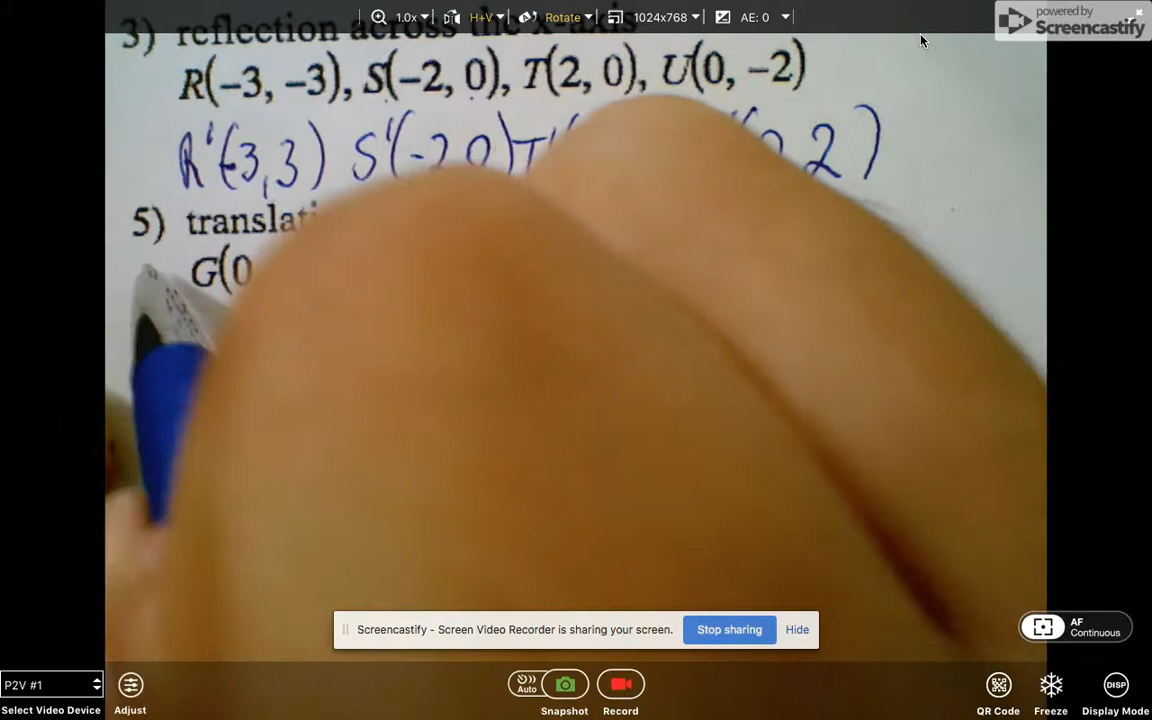 1.0x H+V Rotate 1024x768 AE: 0
powered by
Screencastify
3) reflection across the x-axis
R(−3, −3), S(−2, 0), T(2, 0), U(0, −2)
R'(-3,3) S'(-2,0) T'( 2)
5)
G(0
Screencastify - Screen Video Recorder is sharing your screen. Stop sharing Hide
AF
Continuous
P2V #1
Auto
Select Video Device Adjust Snapshot Record QR Code Freeze DISP Display Mode